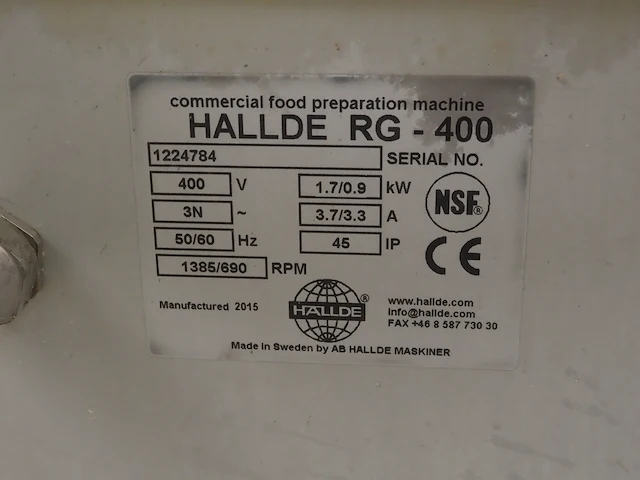 commercial food preparation machine
HALLDE RG - 400
1224784 SERIAL NO.
400 V 1.7/0.9 kW
3N ~ 3.7/3.3 A
50/60 Hz 45 IP
1385/690 RPM
NSF®
CE
Manufactured 2015
HALLDE®
www.hallde.com
info@hallde.com
FAX +46 8 587 730 30
Made in Sweden by AB HALLDE MASKINER